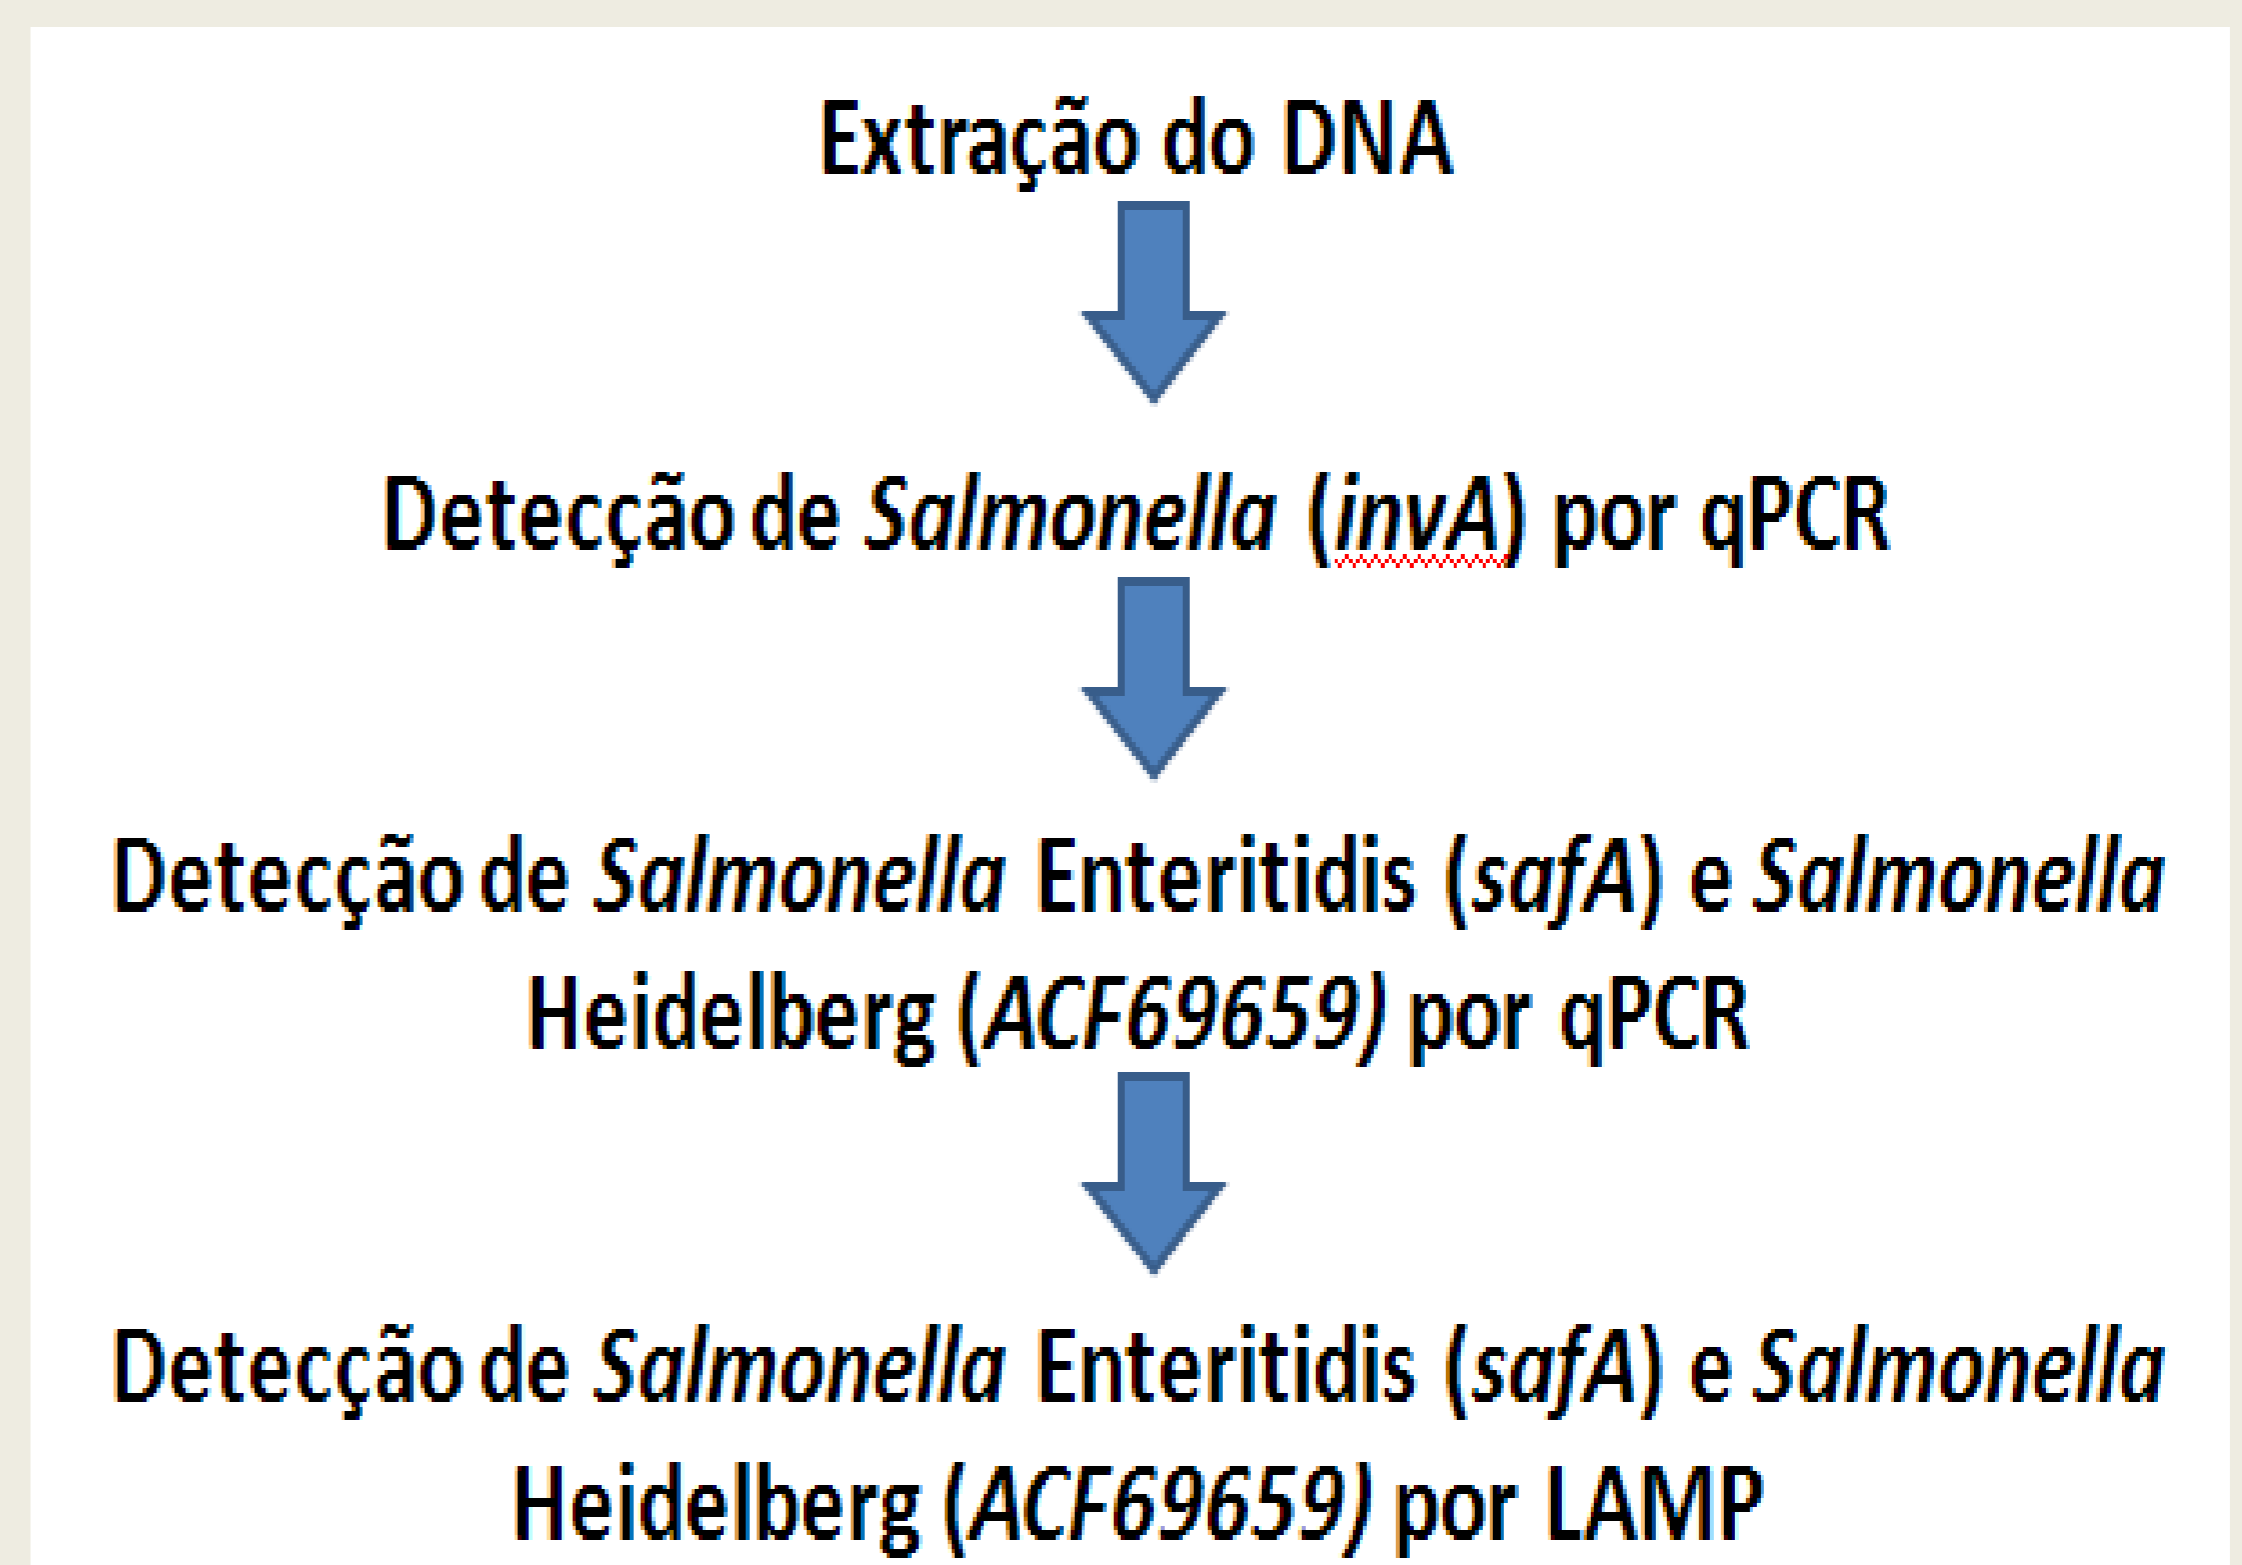 Extração do DNA
Detecção de Salmonella (invA) por qPCR
Detecção de Salmonella Enteritidis (safA) e Salmonella
Heidelberg (ACF69659) por qPCR
Detecção de Salmonella Enteritidis (safA) e Salmonella
Heidelberg (ACF69659) por LAMP